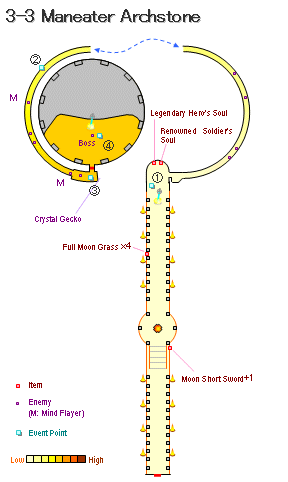 3-3 Maneater Archstone
②
M
Legendary Hero's Soul
Renowned Soldier's
Soul
Boss
④
M
③
①
Crystal Gecko
Full Moon Grass ×4
Moon Short Sword+1
Item
Enemy
(M: Mind Flayer)
Event Point
Low
High